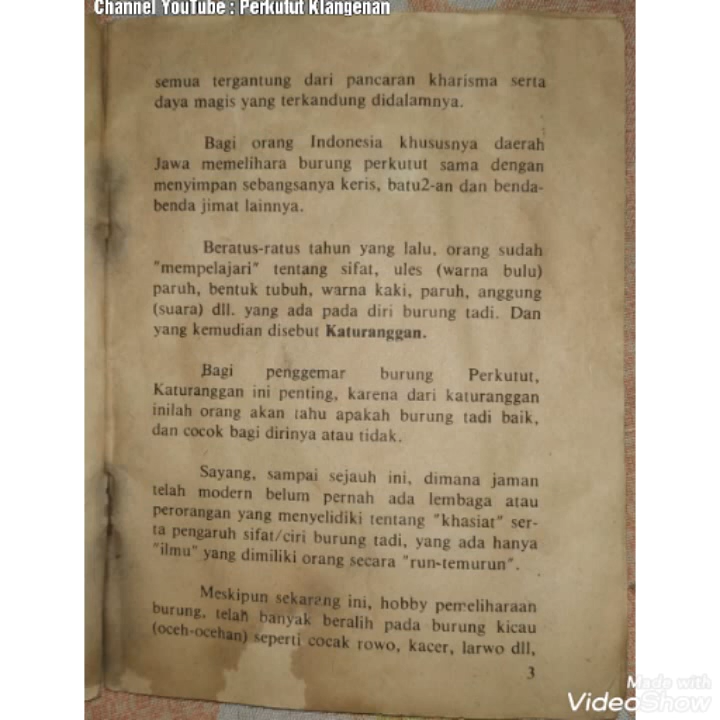 Channel YouTube : Perkutut Klangenan
semua tergantung dari pancaran kharisma serta
daya magis yang terkandung didalamnya.
Bagi orang Indonesia khususnya daerah
Jawa memelihara burung perkutut sama dengan
menyimpan sebangsanya keris, batu2-an dan benda-
benda jimat lainnya.
Beratus-ratus tahun yang lalu, orang sudah
"mempelajari" tentang sifat, ules (warna bulu)
paruh, bentuk tubuh, warna kaki, paruh, anggung
(suara) dll. yang ada pada diri burung tadi. Dan
yang kemudian disebut Katuranggan.
Bagi penggemar burung Perkutut,
Katuranggan ini penting, karena dari katuranggan
inilah orang akan tahu apakah burung tadi baik,
dan cocok bagi dirinya atau tidak.
Sayang, sampai sejauh ini, dimana jaman
telah modern belum pernah ada lembaga atau
perorangan yang menyelidiki tentang "khasiat" ser-
ta pengaruh sifat/ciri burung tadi, yang ada hanya
"ilmu" yang dimiliki orang secara "run-temurun".
Meskipun sekarang ini, hobby pemeliharaan
burung, telah banyak beralih pada burung kicau
(oceh-ocehan) seperti cocak rowo, kacer, larwo dll,
3
Made with
VideoShow